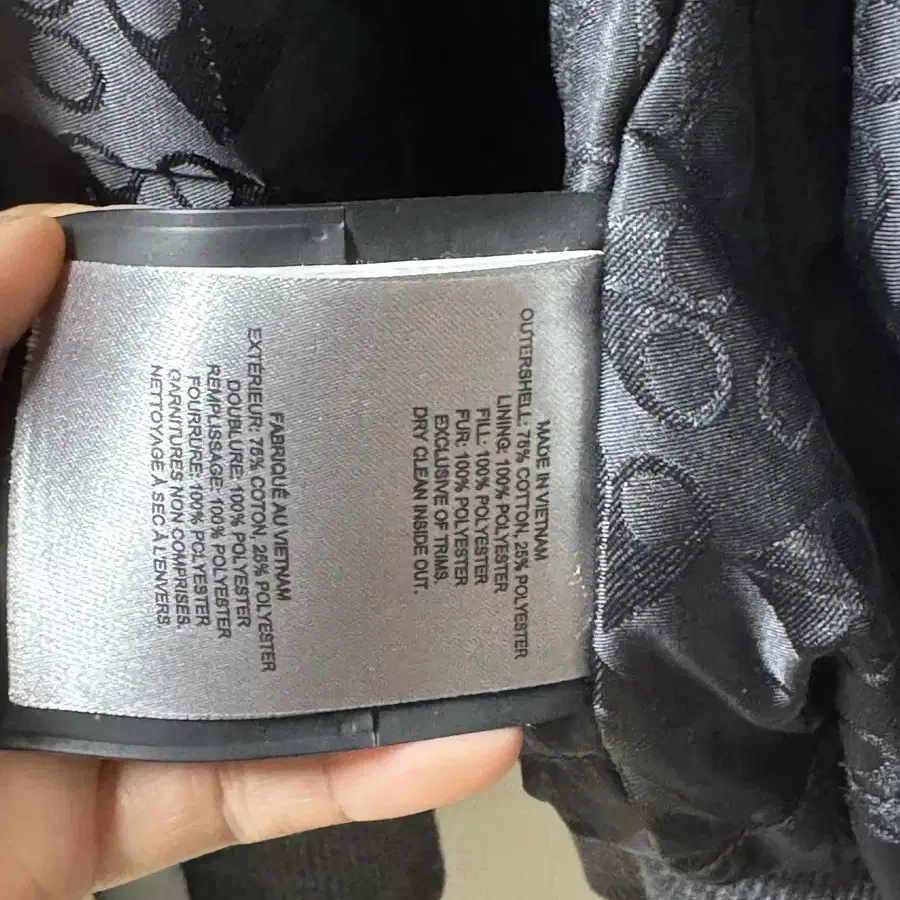 MADE IN VIETNAM
OUTERSHELL: 75% COTTON, 25% POLYESTER
LINING: 100% POLYESTER
FILL: 100% POLYESTER
FUR: 100% POLYESTER
EXCLUSIVE OF TRIMS.
DRY CLEAN INSIDE OUT.
FABRIQUÉ AU VIETNAM
EXTÉRIEUR: 75% COTON, 25% POLYESTER
DOUBLURE: 100% POLYESTER
REMPLISSAGE: 100% POLYESTER
FOURRURE: 100% POLYESTER
GARNITURES NON COMPRISES.
NETTOYAGE À SEC À L'ENVERS.